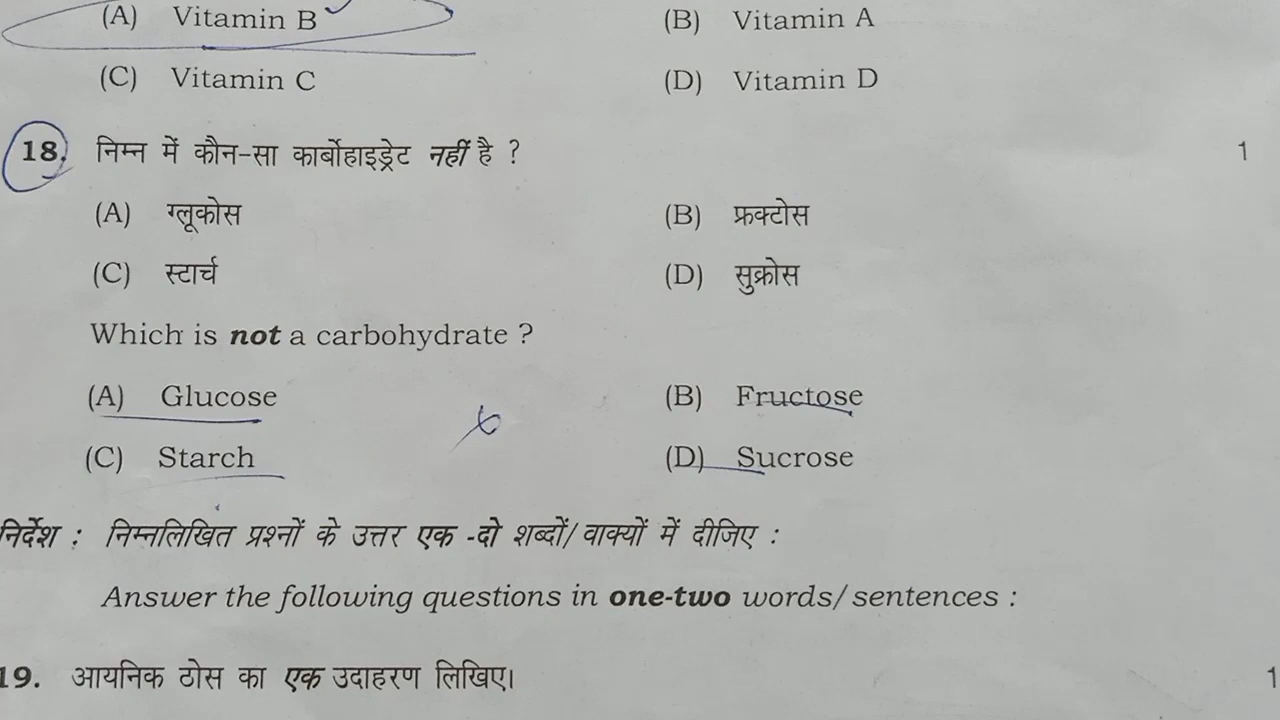 (A) Vitamin B (B) Vitamin A
(C) Vitamin C (D) Vitamin D
18. निम्न में कौन-सा कार्बोहाइड्रेट नहीं है ? 1
(A) ग्लूकोस (B) फ्रक्टोस
(C) स्टार्च (D) सुक्रोस
Which is not a carbohydrate ?
(A) Glucose (B) Fructose
(C) Starch (D) Sucrose
निर्देश : निम्नलिखित प्रश्नों के उत्तर एक -दो शब्दों/वाक्यों में दीजिए :
Answer the following questions in one-two words/sentences :
19. आयनिक ठोस का एक उदाहरण लिखिए। 1